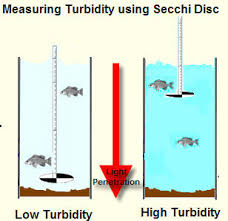 Measuring Turbidity using Secchi Disc
Light
Penetration
Low Turbidity
High Turbidity